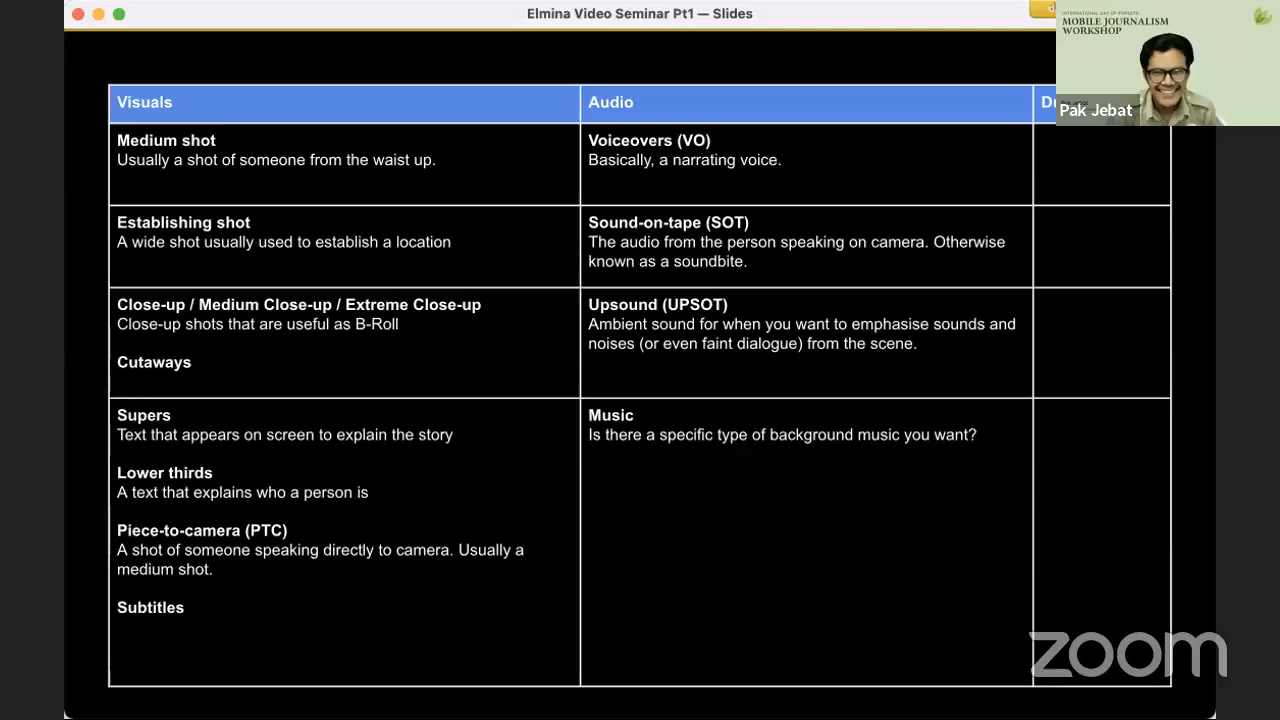 Elmina Video Seminar Pt1 — Slides
INTERNATIONAL DAY OF FORESTS
MOBILE JOURNALISM
WORKSHOP
Pak Jebat
Visuals
Audio
Medium shot
Usually a shot of someone from the waist up.
Voiceovers (VO)
Basically, a narrating voice.
Establishing shot
A wide shot usually used to establish a location
Sound-on-tape (SOT)
The audio from the person speaking on camera. Otherwise
known as a soundbite.
Close-up / Medium Close-up / Extreme Close-up
Close-up shots that are useful as B-Roll
Cutaways
Upsound (UPSOT)
Ambient sound for when you want to emphasise sounds and
noises (or even faint dialogue) from the scene.
Supers
Text that appears on screen to explain the story
Lower thirds
A text that explains who a person is
Piece-to-camera (PTC)
A shot of someone speaking directly to camera. Usually a
medium shot.
Subtitles
Music
Is there a specific type of background music you want?
zoom